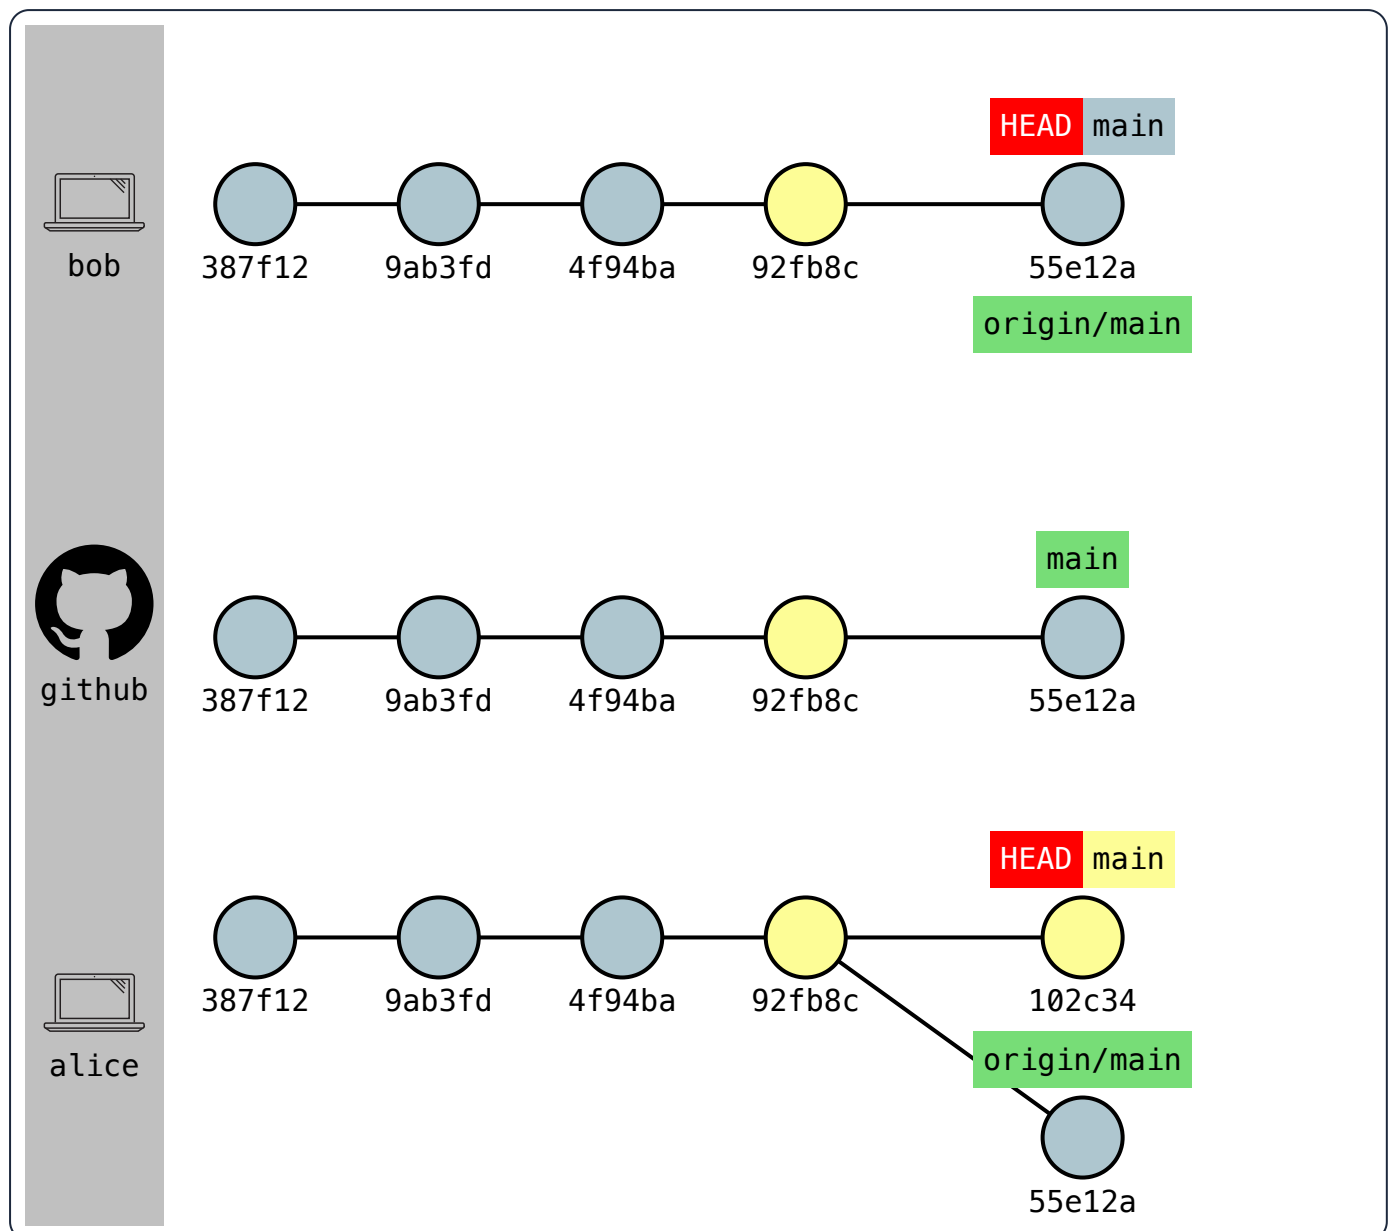 HEAD main
bob
387f12 9ab3fd 4f94ba 92fb8c 55e12a
origin/main
main
github
387f12 9ab3fd 4f94ba 92fb8c 55e12a
HEAD main
387f12 9ab3fd 4f94ba 92fb8c 102c34
alice
origin/main
55e12a